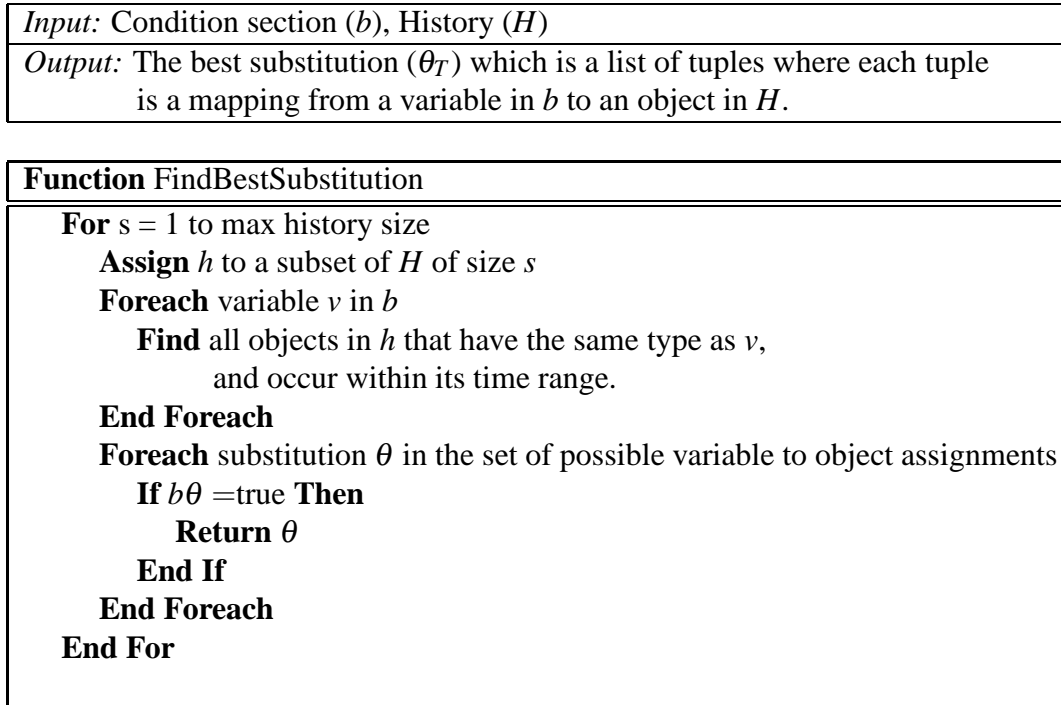 Input: Condition section (b), History (H)
Output: The best substitution (θT) which is a list of tuples where each tuple
is a mapping from a variable in b to an object in H.
Function FindBestSubstitution
For s = 1 to max history size
Assign h to a subset of H of size s
Foreach variable v in b
Find all objects in h that have the same type as v,
and occur within its time range.
End Foreach
Foreach substitution θ in the set of possible variable to object assignments
If bθ =true Then
Return θ
End If
End Foreach
End For